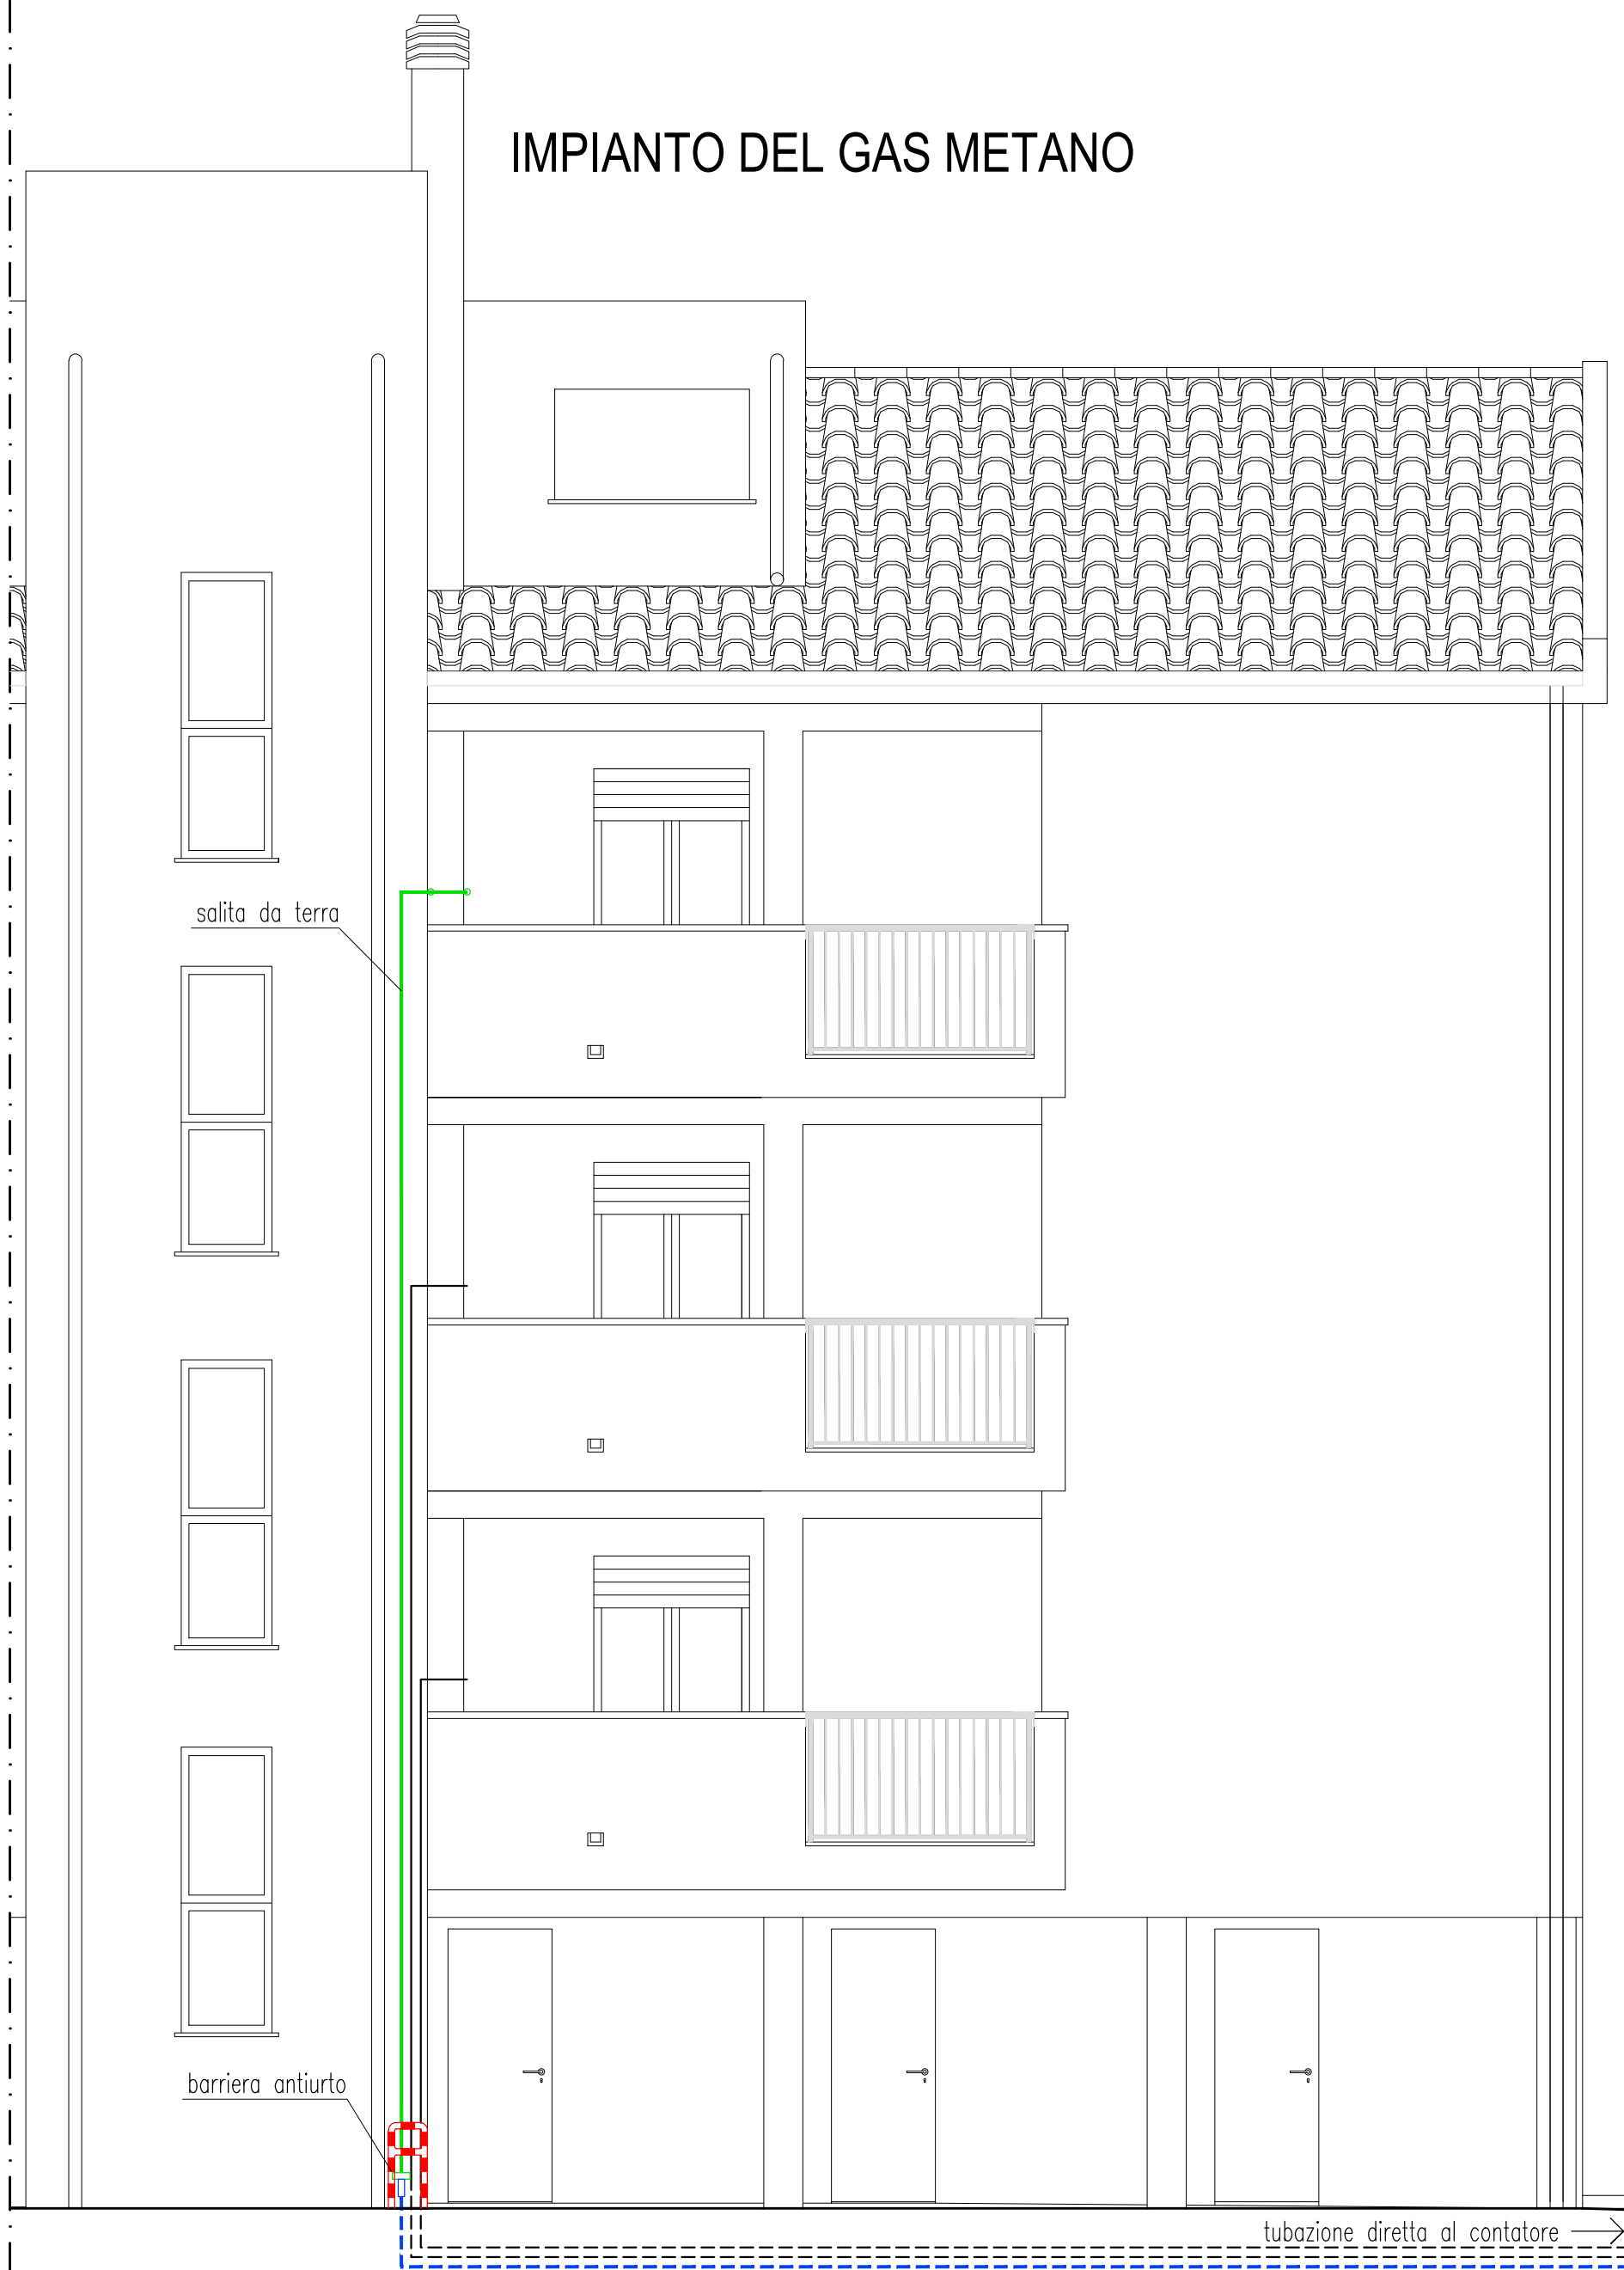 IMPIANTO DEL GAS METANO
salita da terra
barriera antiurto
tubazione diretta al contatore